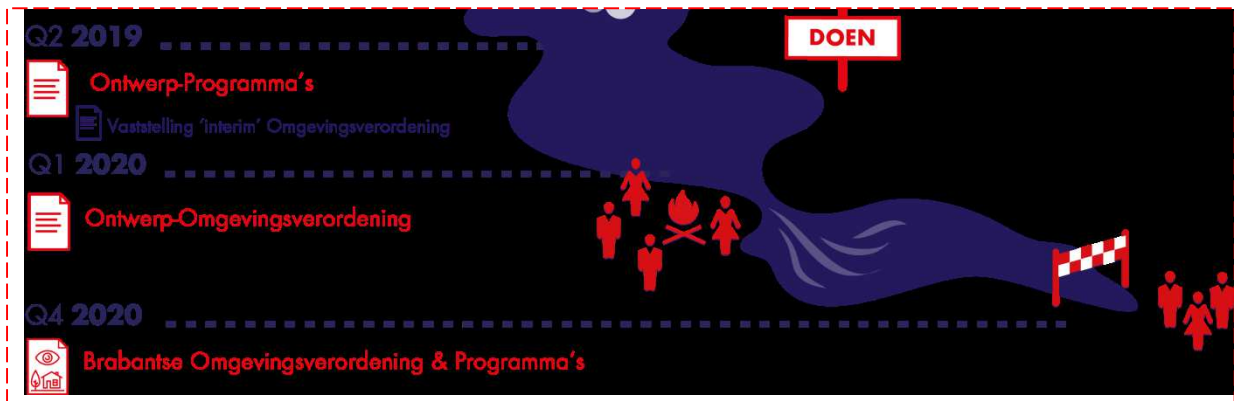 Q2 2019
DOEN
Ontwerp-Programma's
Vaststelling 'interim' Omgevingsverordening
Q1 2020
Ontwerp-Omgevingsverordening
Q4 2020
Brabantse Omgevingsverordening & Programma's